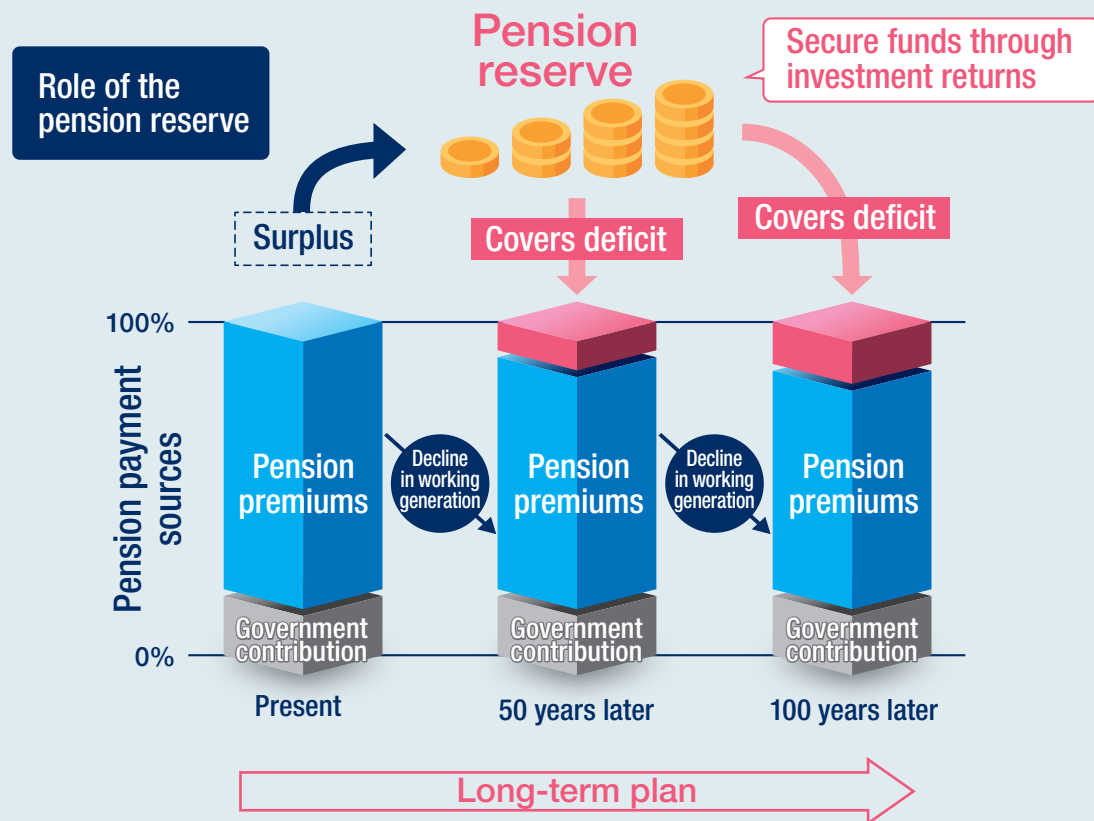 Role of the
pension reserve
Pension
reserve
Secure funds through
investment returns
Surplus
Covers deficit
Covers deficit
Pension payment
sources
100%
0%
Pension
premiums
Government
contribution
Decline
in working
generation
Pension
premiums
Government
contribution
Decline
in working
generation
Pension
premiums
Government
contribution
Present
50 years later
100 years later
Long-term plan